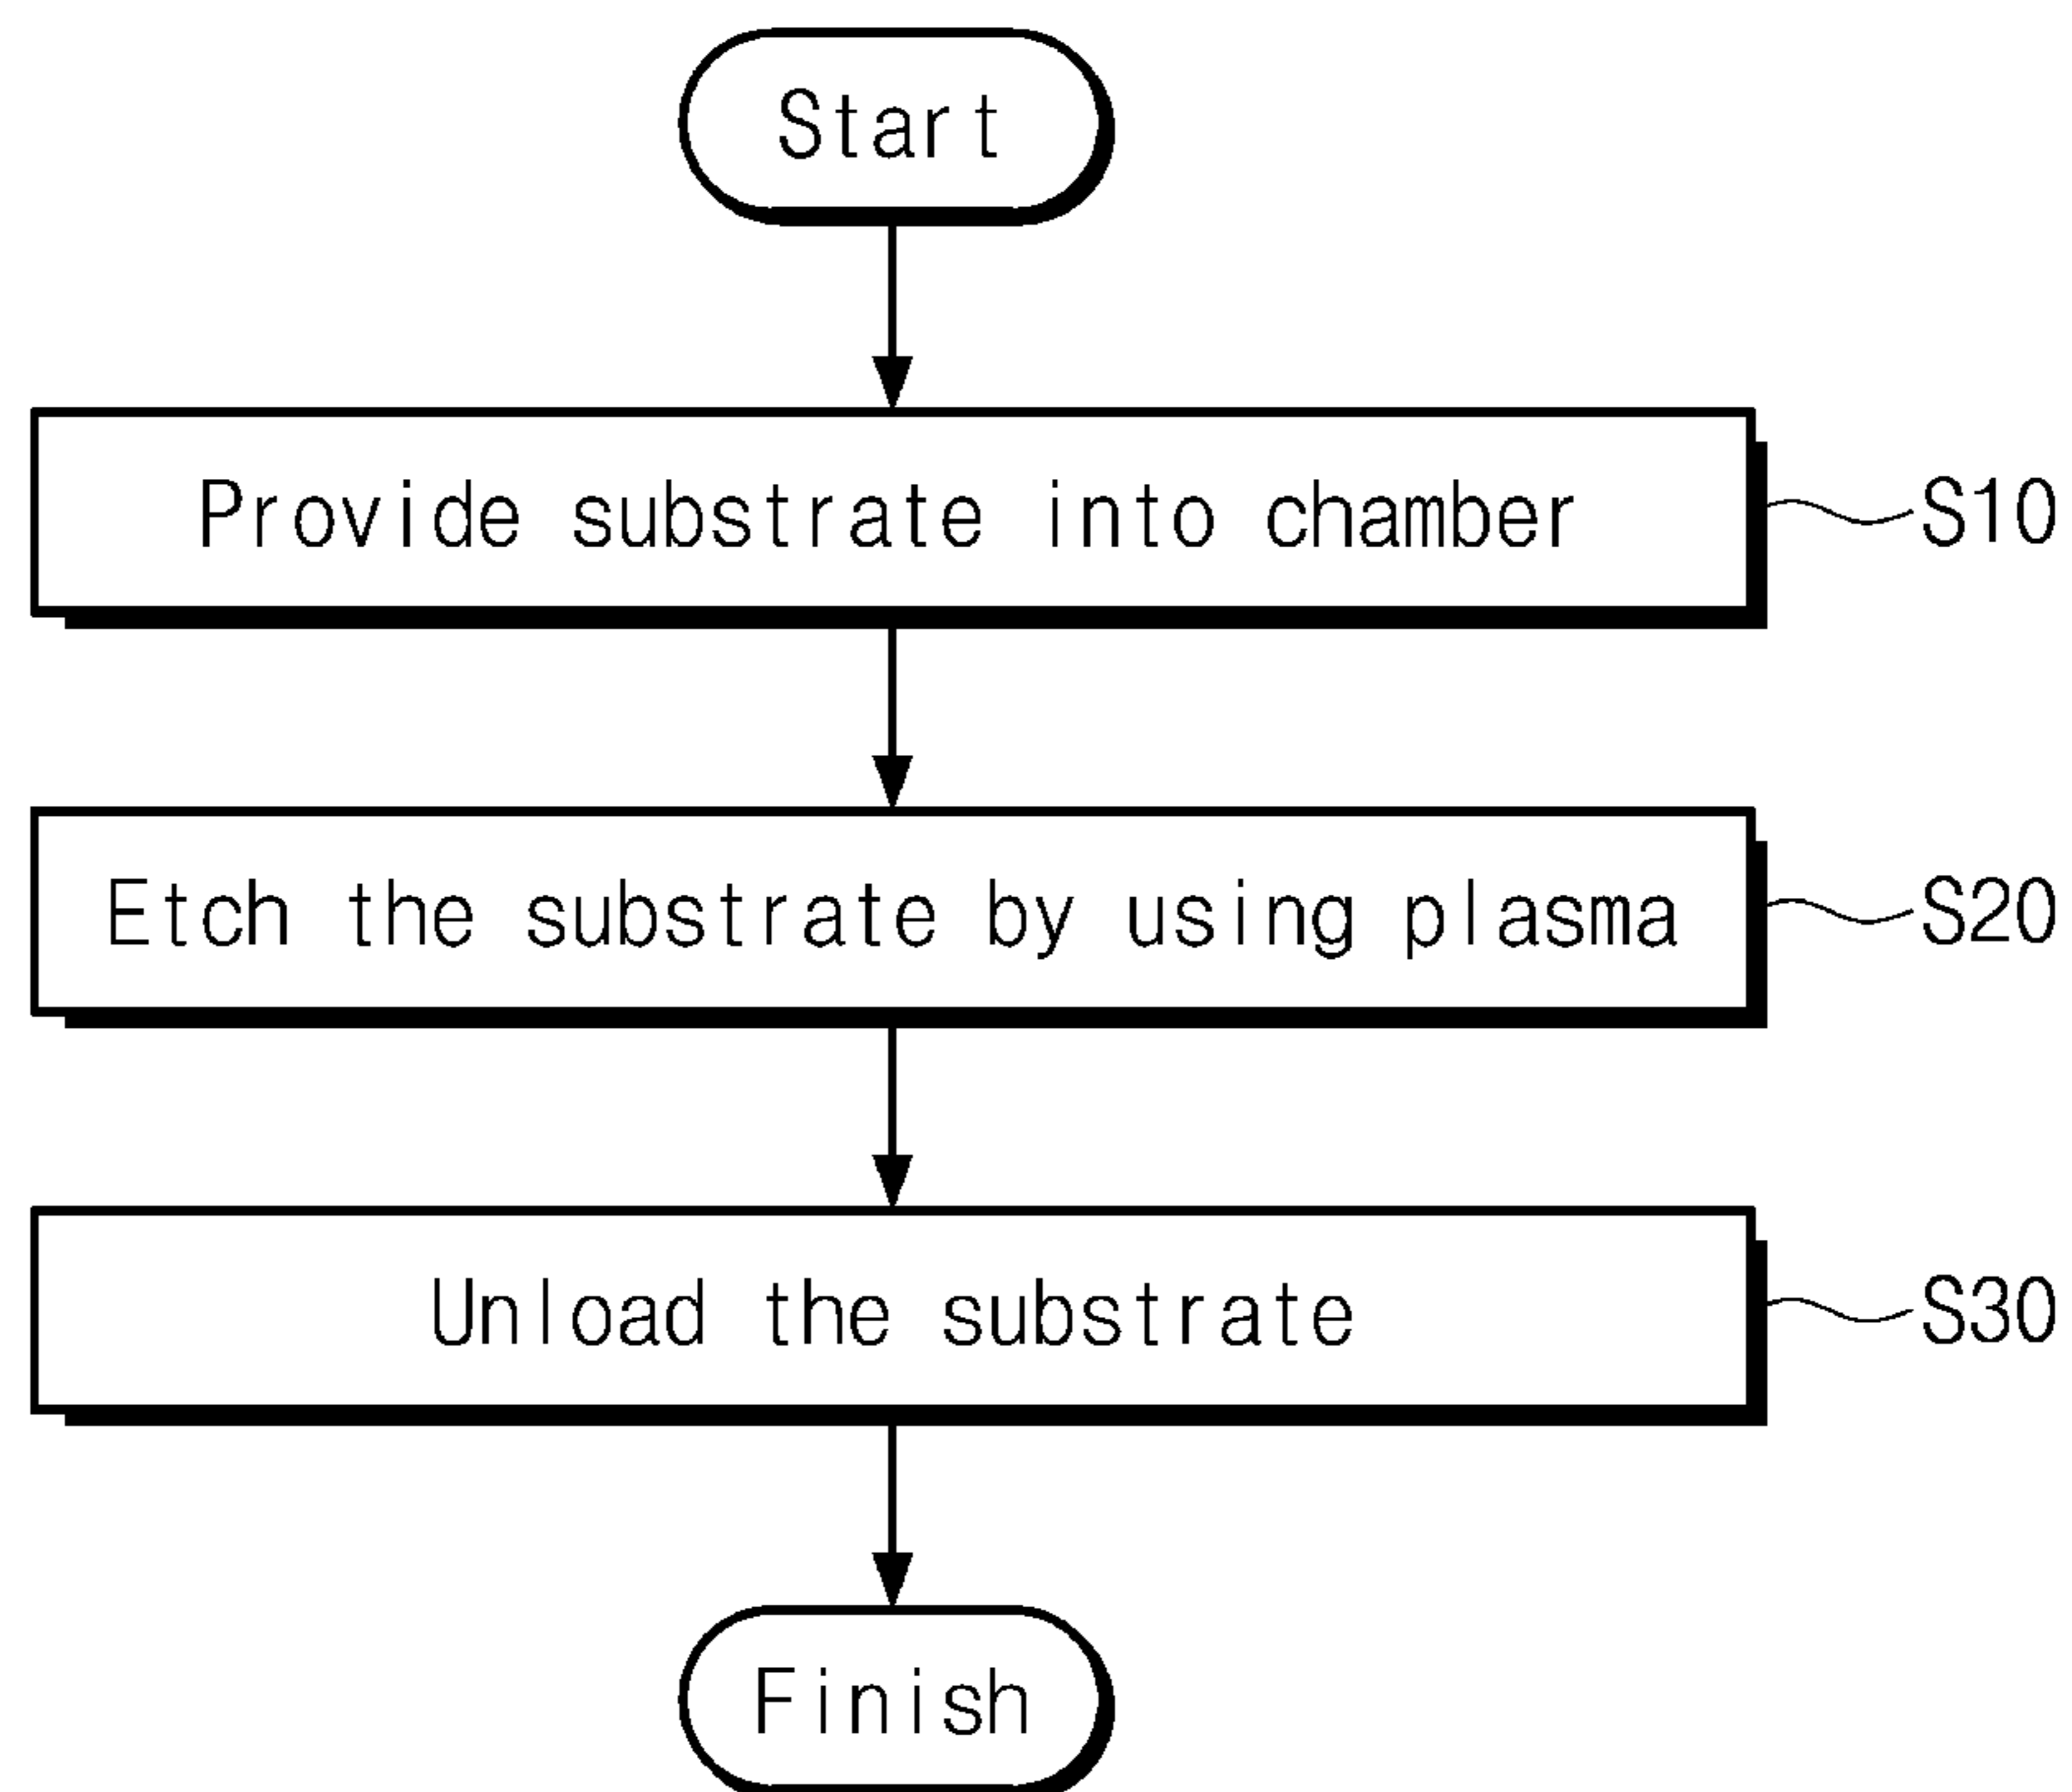 Start
Provide substrate into chamber
S10
Etch the substrate by using plasma
S20
Unload the substrate
S30
Finish